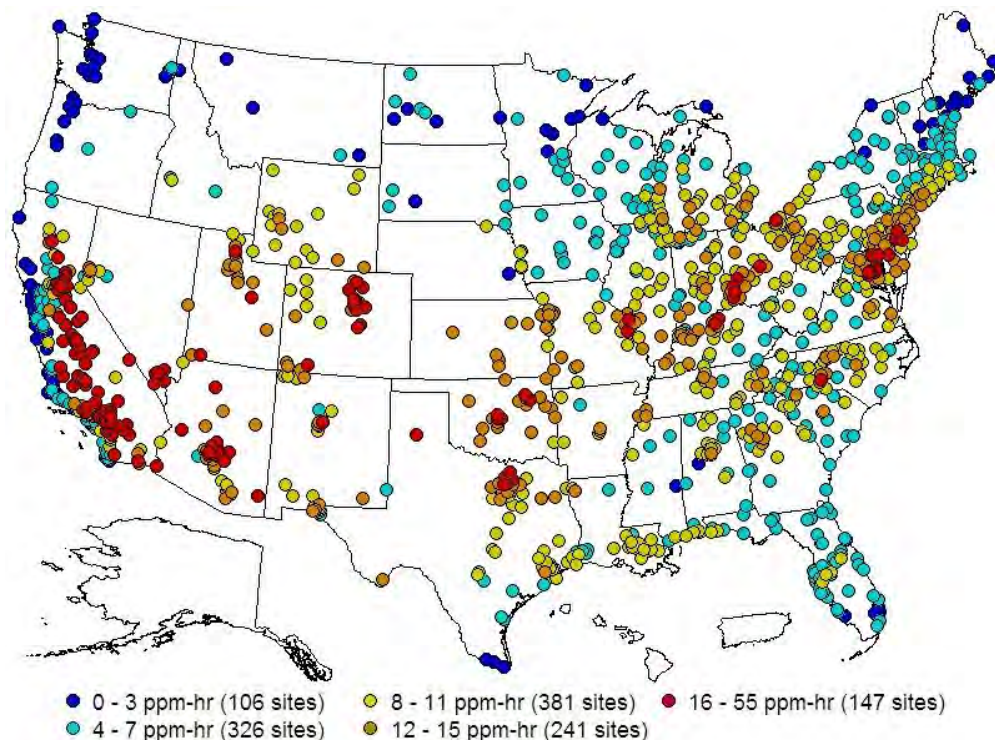 0 - 3 ppm-hr (106 sites) 8 - 11 ppm-hr (381 sites) 16 - 55 ppm-hr (147 sites)
4 - 7 ppm-hr (326 sites) 12 - 15 ppm-hr (241 sites)